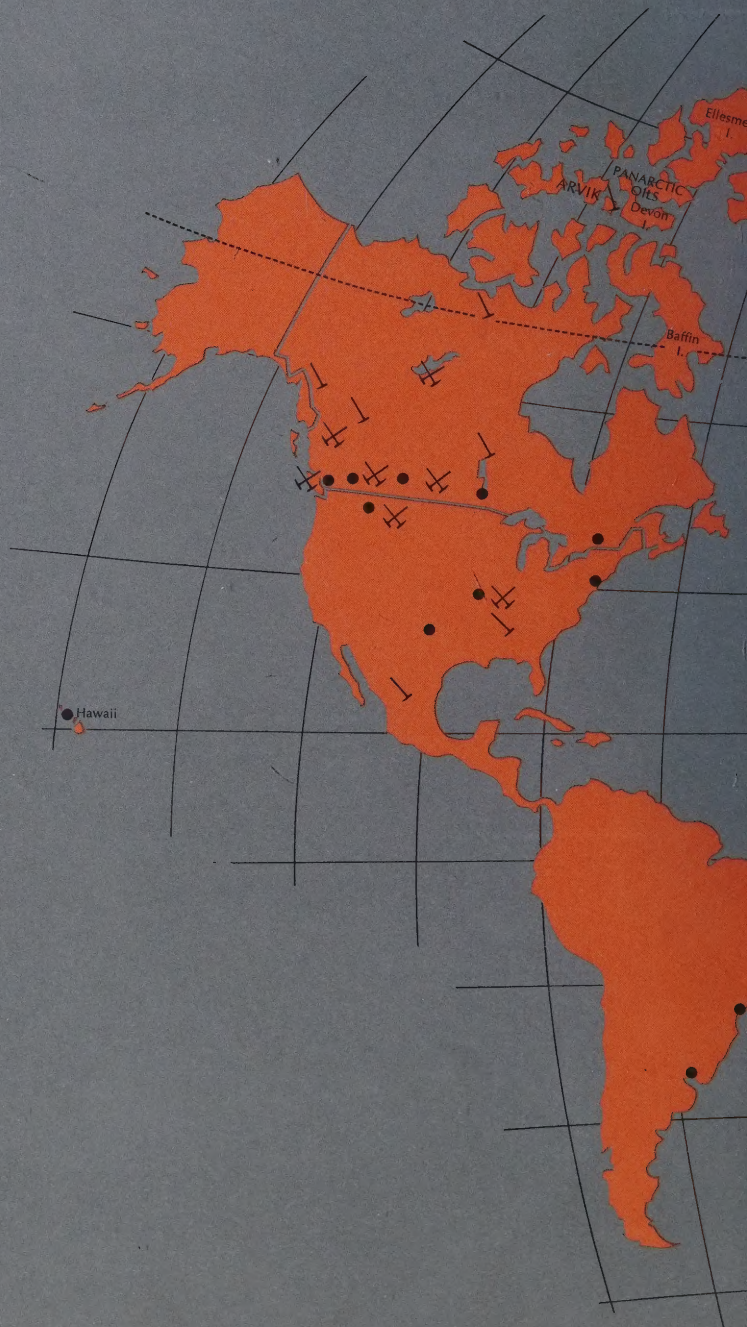 Ellesme
I.
PANARCTIC
OILS
ARVIK
Devon
I.
Baffin
I.
Hawaii